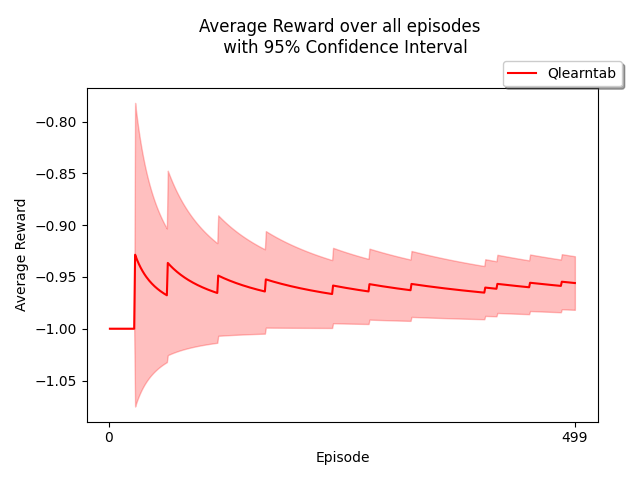 Average Reward over all episodes
with 95% Confidence Interval
Qlearntab
−0.80
−0.85
−0.90
−0.95
−1.00
−1.05
Average Reward
0
499
Episode